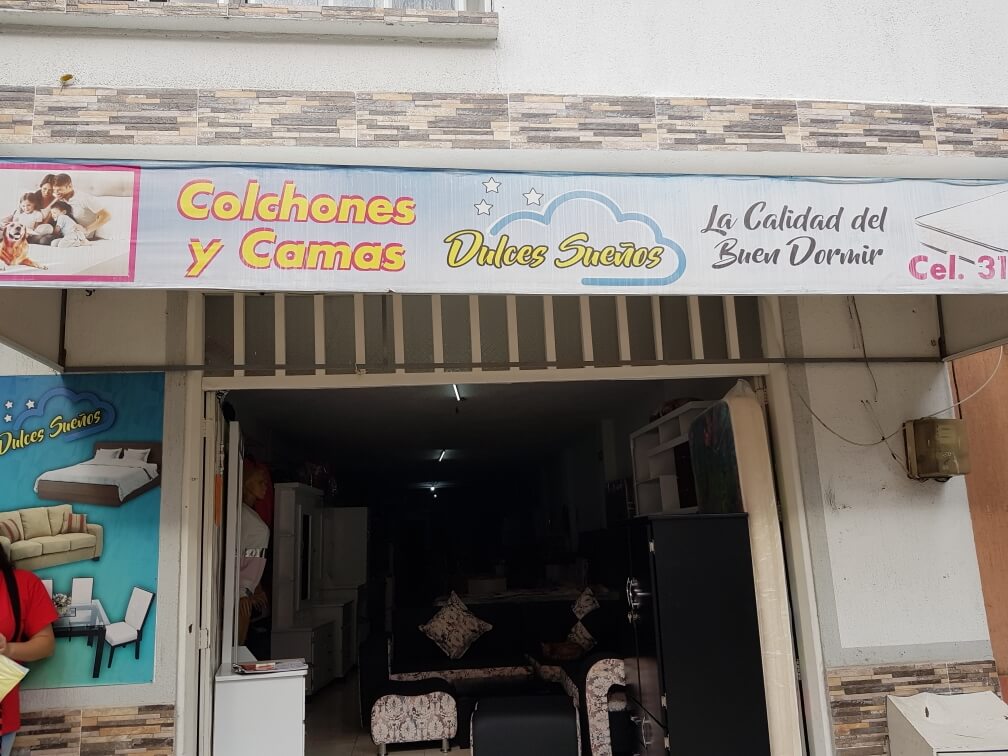 Colchones
y Camas
Dulces Sueños
La Calidad del
Buen Dormir
Cel. 31
Dulces Sueños